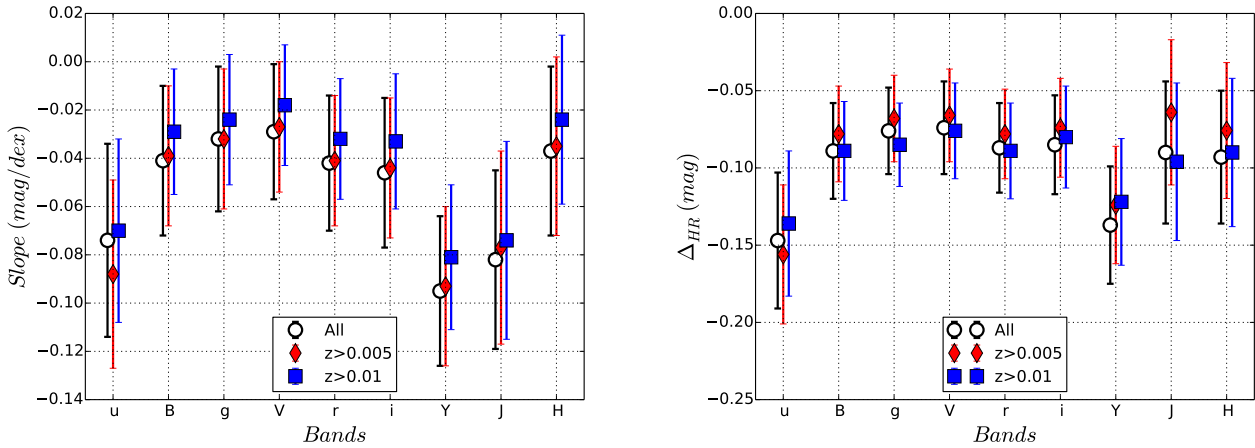 0.02
0.00
−0.02
−0.04
−0.06
−0.08
−0.10
−0.12
−0.14
Slope (mag/dex)
All
z>0.005
z>0.01
u B g V r i Y J H
Bands
0.00
−0.05
−0.10
−0.15
−0.20
−0.25
Δ_HR (mag)
All
z>0.005
z>0.01
u B g V r i Y J H
Bands